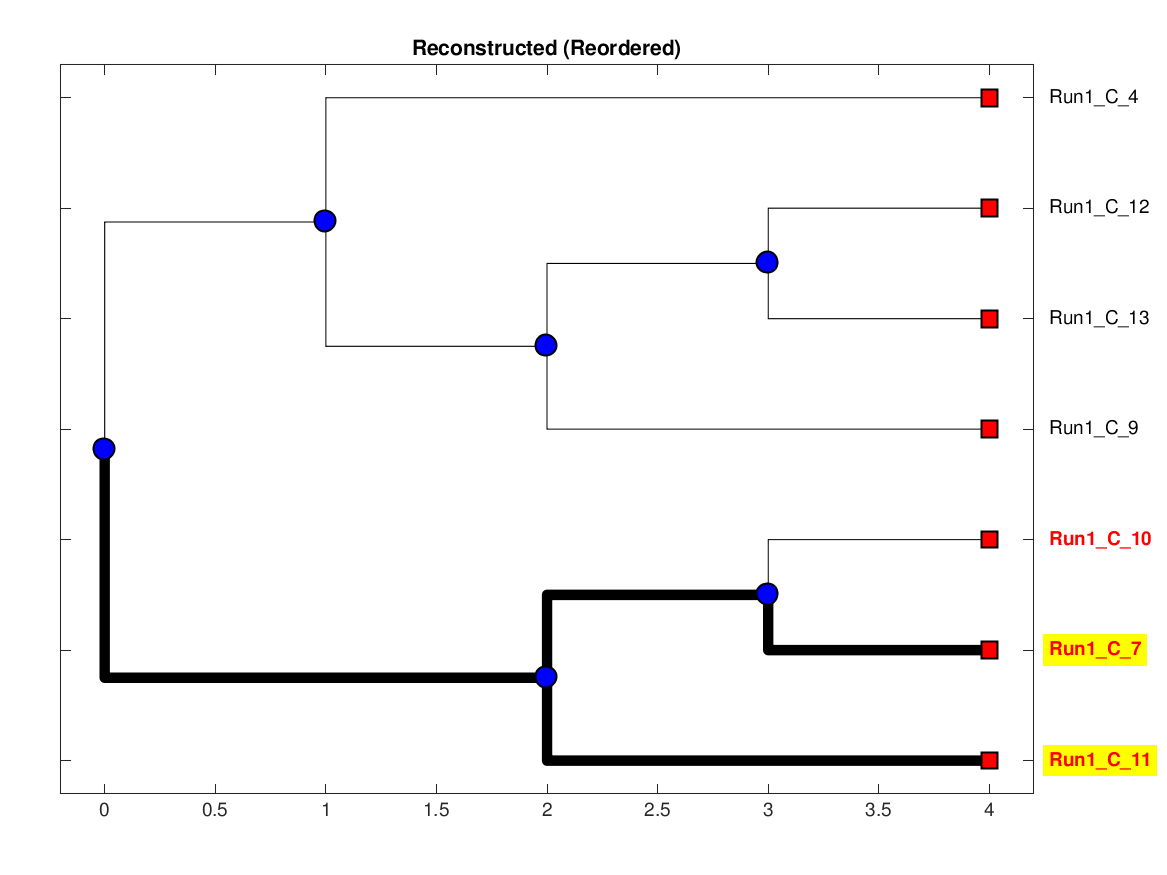 Reconstructed (Reordered)
Run1_C_4
Run1_C_12
Run1_C_13
Run1_C_9
Run1_C_10
Run1_C_7
Run1_C_11
0 0.5 1 1.5 2 2.5 3 3.5 4